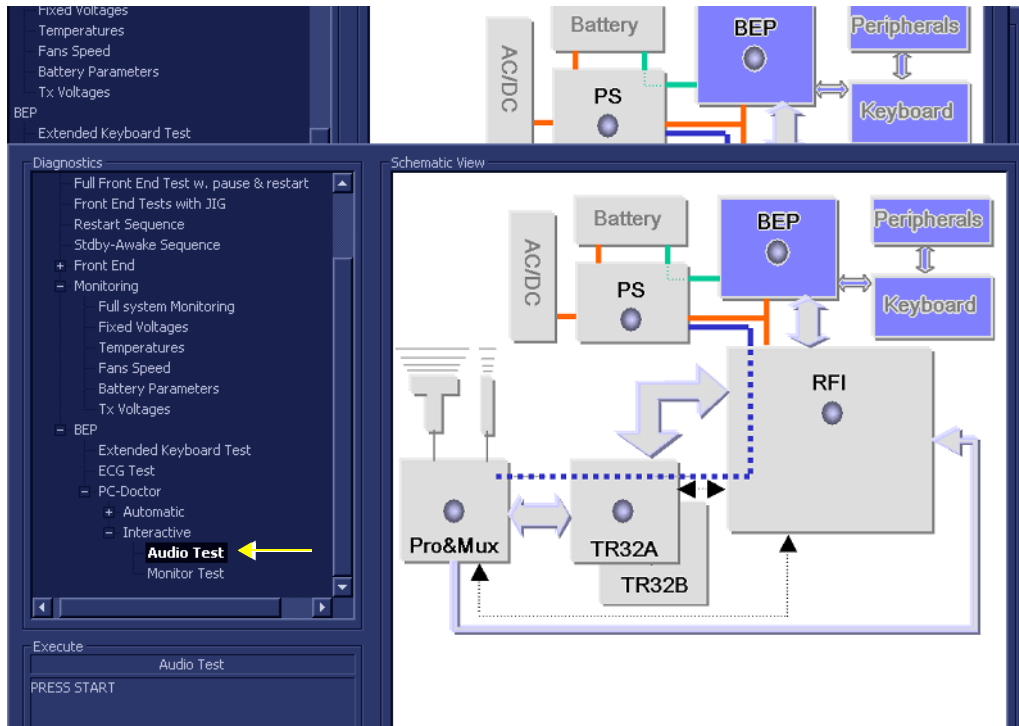 Fixed Voltages
Temperatures
Fans Speed
Battery Parameters
Tx Voltages
BEP
Extended Keyboard Test
AC/DC
Battery
PS
BEP
Peripherals
Keyboard
Diagnostics
Full Front End Test w. pause & restart
Front End Tests with JIG
Restart Sequence
Stdby-Awake Sequence
Front End
Monitoring
Full system Monitoring
Fixed Voltages
Temperatures
Fans Speed
Battery Parameters
Tx Voltages
BEP
Extended Keyboard Test
ECG Test
PC-Doctor
Automatic
Interactive
Audio Test
Monitor Test
Execute
Audio Test
PRESS START
Schematic View
AC/DC
Battery
PS
BEP
Peripherals
Keyboard
RFI
Pro&Mux
TR32A
TR32B